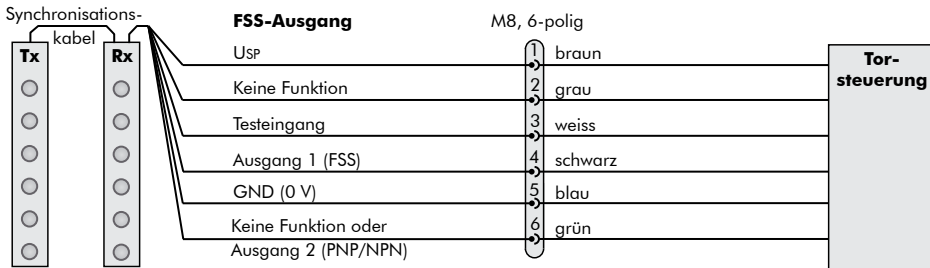 Synchronisations-
kabel
FSS-Ausgang
M8, 6-polig
Tx
Rx
USP
1
braun
Keine Funktion
2
grau
Testeingang
3
weiss
Ausgang 1 (FSS)
4
schwarz
GND (0 V)
5
blau
Keine Funktion oder
Ausgang 2 (PNP/NPN)
6
grün
Tor-
steuerung